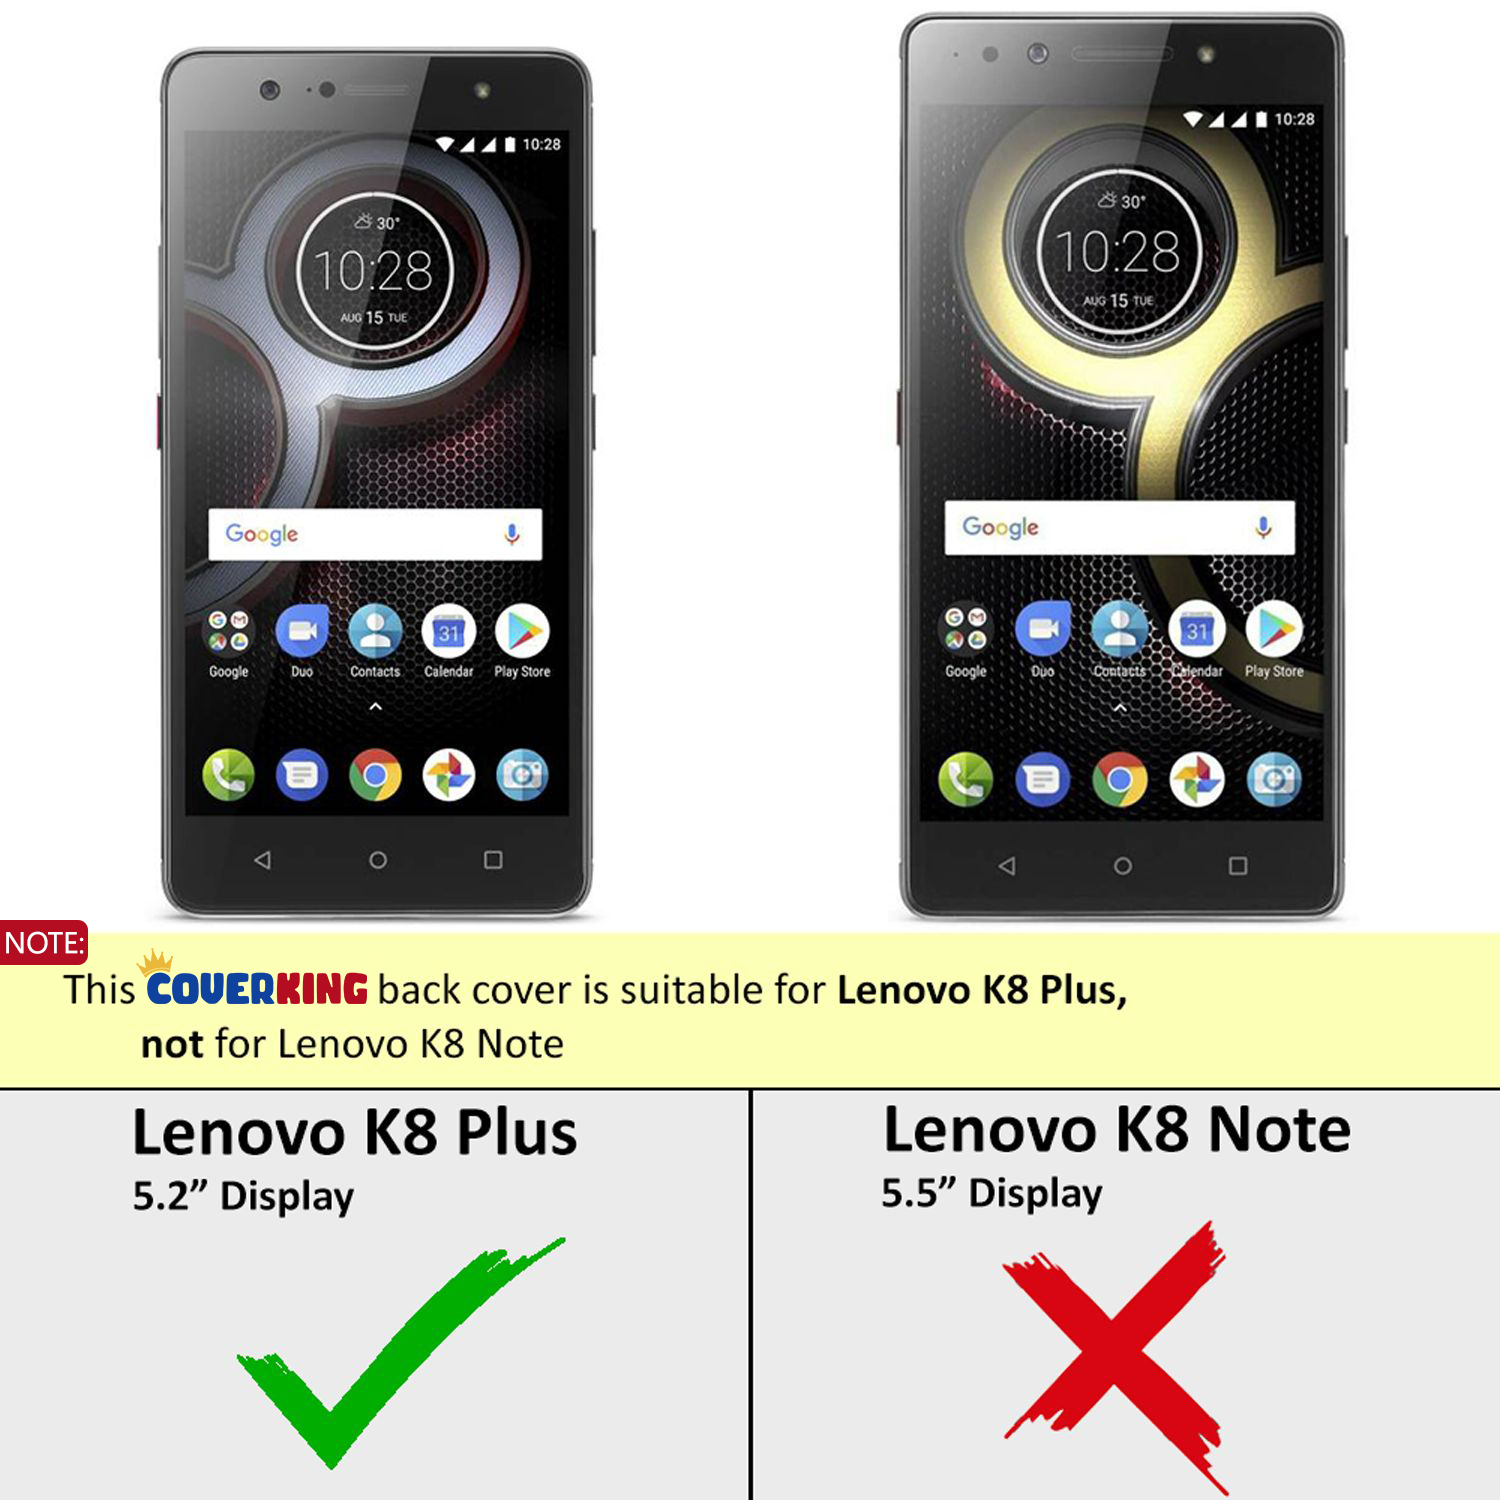 10:28
30°
10:28
AUG 15 TUE
Google
Google Duo Contacts Calendar Play Store
31
10:28
30°
10:28
AUG 15 TUE
Google
Google Duo Contacts Calendar Play Store
31
NOTE:
This COVERKING back cover is suitable for Lenovo K8 Plus,
not for Lenovo K8 Note
Lenovo K8 Plus
5.2” Display
Lenovo K8 Note
5.5” Display